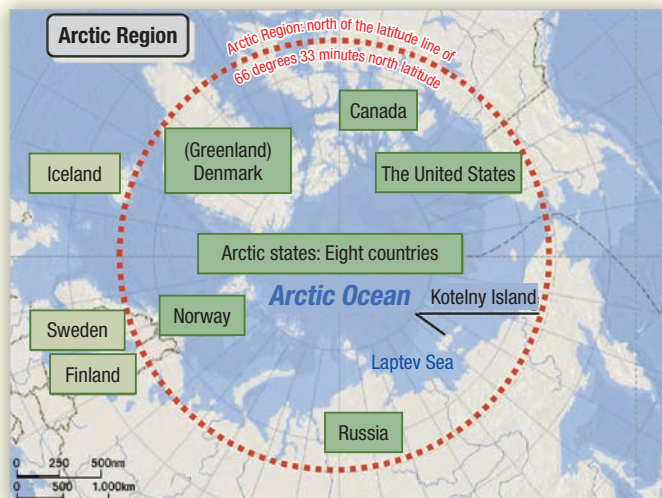 Arctic Region
Arctic Region: north of the latitude line of
66 degrees 33 minutes north latitude
Canada
(Greenland)
Denmark
Iceland
The United States
Arctic states: Eight countries
Arctic Ocean
Kotelny Island
Norway
Sweden
Laptev Sea
Finland
Russia
0 250 500nm
0 500 1.000km